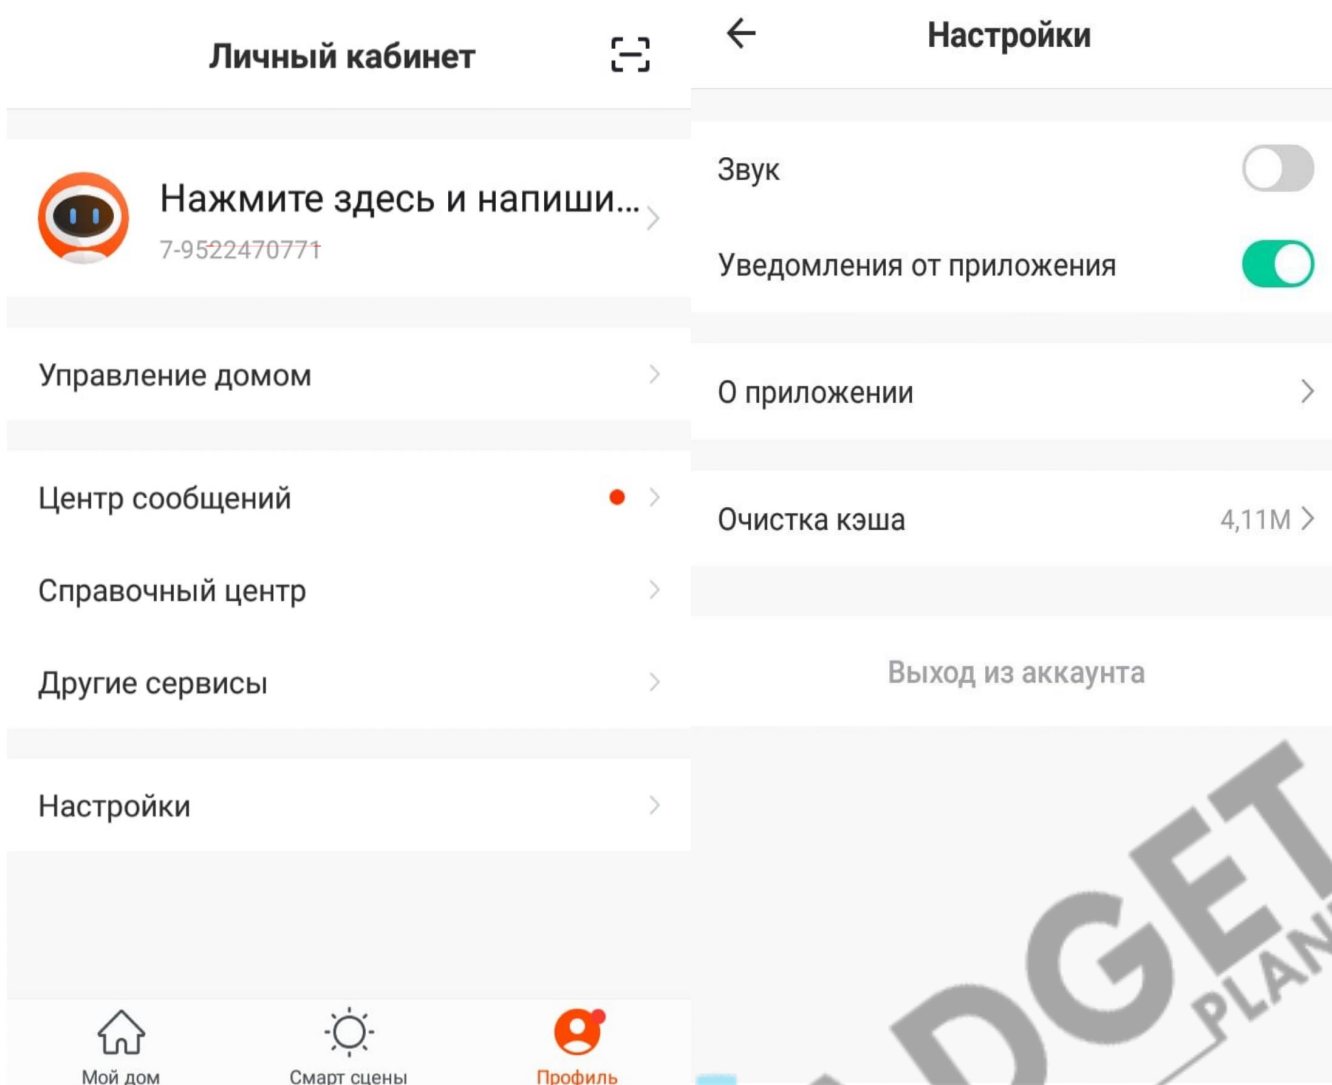 Личный кабинет
Нажмите здесь и напиши...
7-9522470771
Управление домом
Центр сообщений
Справочный центр
Другие сервисы
Настройки
Мой дом
Смарт сцены
Профиль
Настройки
Звук
Уведомления от приложения
О приложении
Очистка кэша 4,11M
Выход из аккаунта
DGET
PLAN